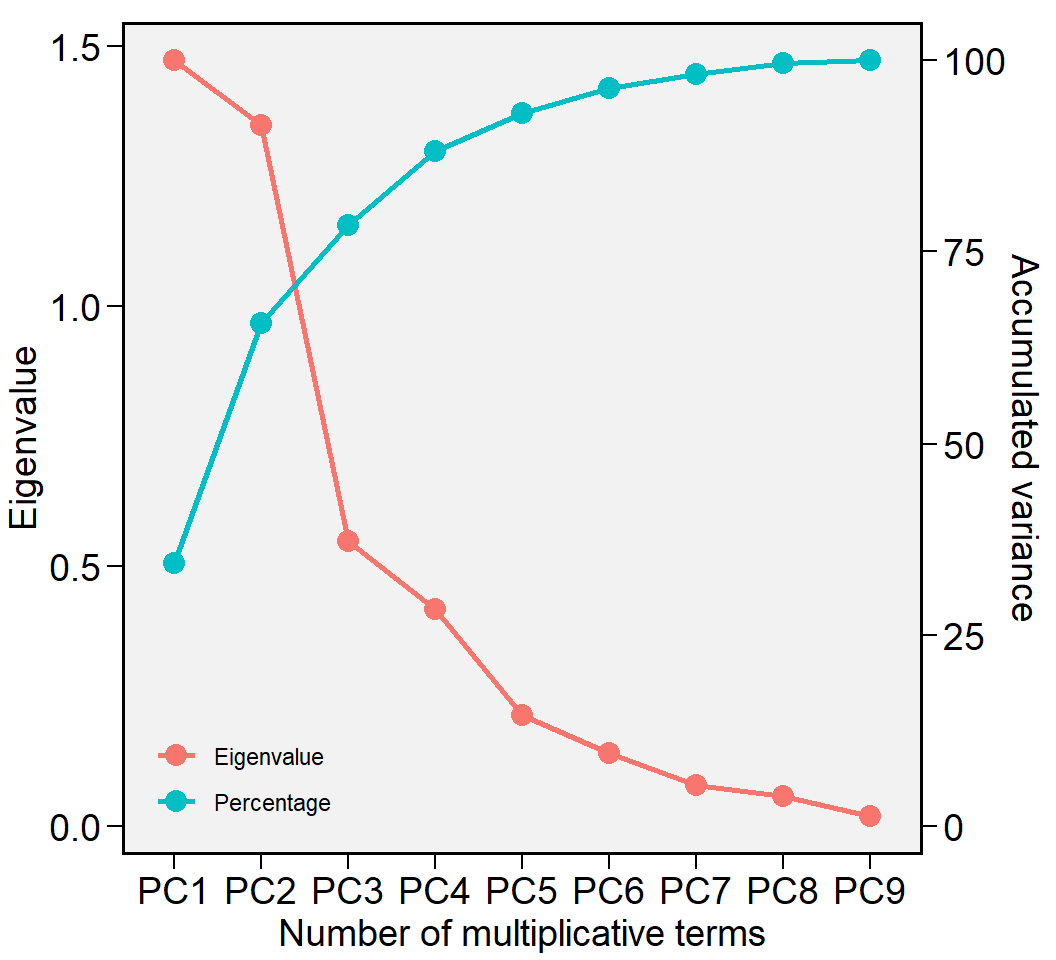 1.5
1.0
0.5
0.0
Eigenvalue
100
75
50
25
0
Accumulated variance
Eigenvalue
Percentage
PC1 PC2 PC3 PC4 PC5 PC6 PC7 PC8 PC9
Number of multiplicative terms